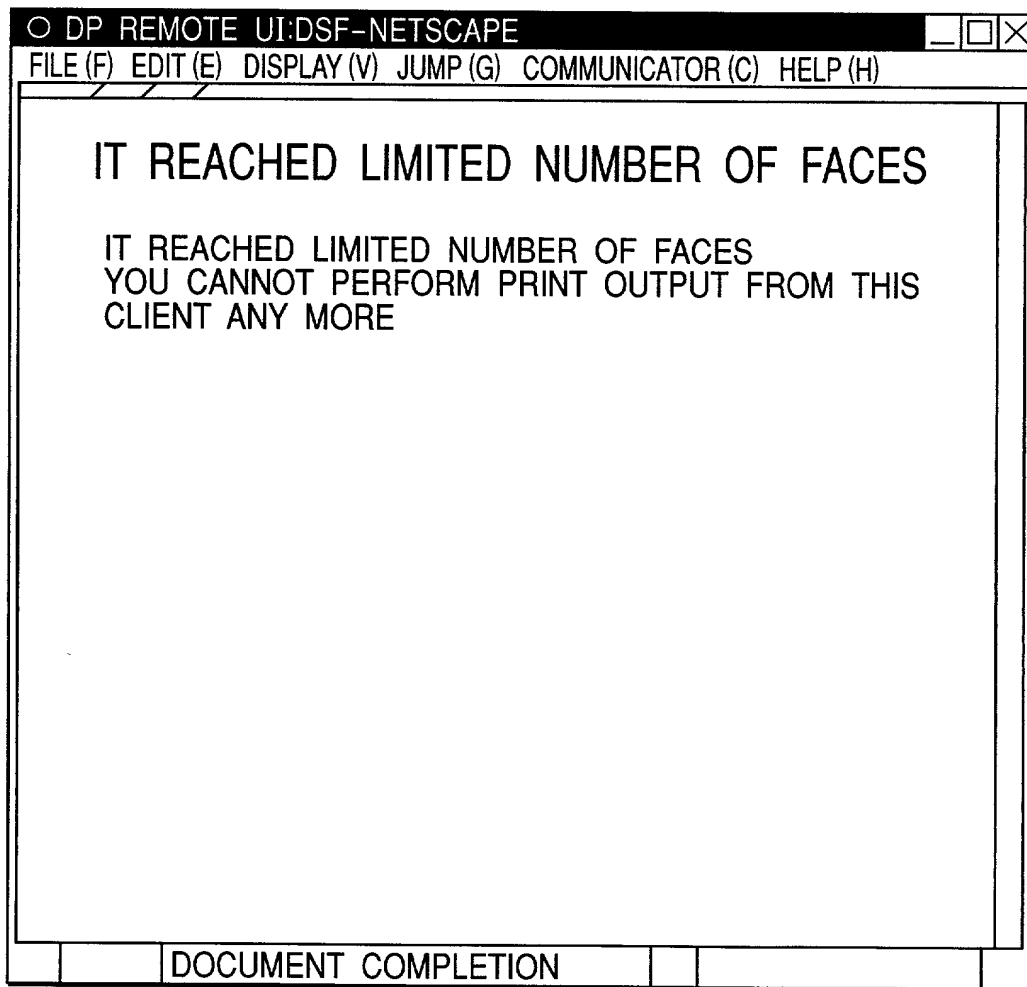 ○ DP REMOTE UI:DSF-NETSCAPE
FILE (F) EDIT (E) DISPLAY (V) JUMP (G) COMMUNICATOR (C) HELP (H)
IT REACHED LIMITED NUMBER OF FACES
IT REACHED LIMITED NUMBER OF FACES
YOU CANNOT PERFORM PRINT OUTPUT FROM THIS
CLIENT ANY MORE
DOCUMENT COMPLETION